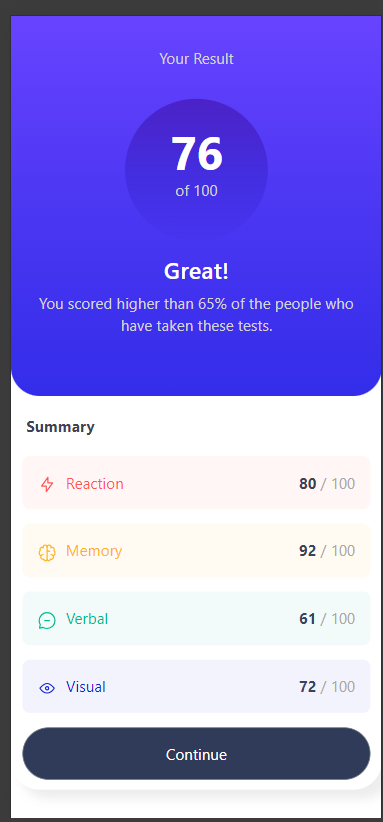 Your Result
76
of 100
Great!
You scored higher than 65% of the people who
have taken these tests.
Summary
Reaction 80 / 100
Memory 92 / 100
Verbal 61 / 100
Visual 72 / 100
Continue